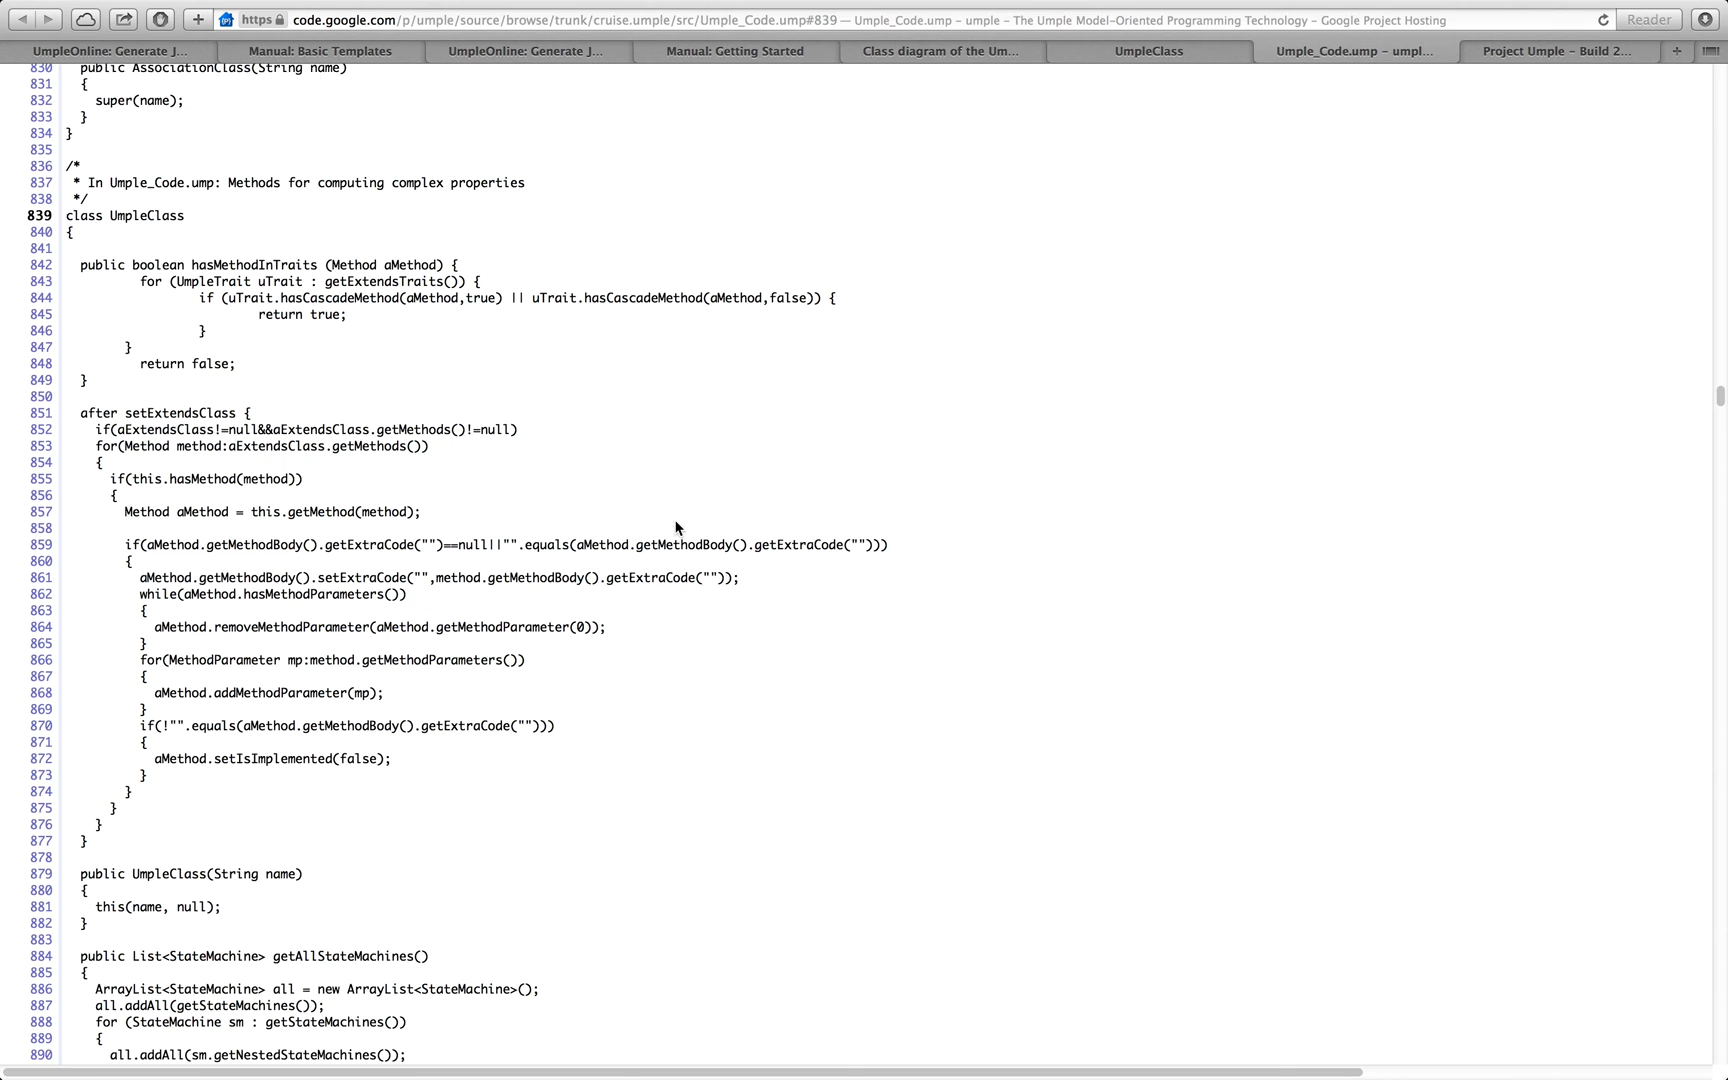 https code.google.com/p/umple/source/browse/trunk/cruise.umple/src/Umple_Code.ump#839 — Umple_Code.ump – umple – The Umple Model-Oriented Programming Technology – Google Project Hosting
Reader
UmpleOnline: Generate J... Manual: Basic Templates UmpleOnline: Generate J... Manual: Getting Started Class diagram of the Um... UmpleClass Umple_Code.ump – umpl... Project Umple – Build 2... +
830 public AssociationClass(String name)
831 {
832 super(name);
833 }
834 }
835
836 /*
837 * In Umple_Code.ump: Methods for computing complex properties
838 */
839 class UmpleClass
840 {
841
842 public boolean hasMethodInTraits (Method aMethod) {
843 for (UmpleTrait uTrait : getExtendsTraits()) {
844 if (uTrait.hasCascadeMethod(aMethod,true) || uTrait.hasCascadeMethod(aMethod,false)) {
845 return true;
846 }
847 }
848 return false;
849 }
850
851 after setExtendsClass {
852 if(aExtendsClass!=null&&aExtendsClass.getMethods()!=null)
853 for(Method method:aExtendsClass.getMethods())
854 {
855 if(this.hasMethod(method))
856 {
857 Method aMethod = this.getMethod(method);
858
859 if(aMethod.getMethodBody().getExtraCode("")==null||"".equals(aMethod.getMethodBody().getExtraCode("")))
860 {
861 aMethod.getMethodBody().setExtraCode("",method.getMethodBody().getExtraCode(""));
862 while(aMethod.hasMethodParameters())
863 {
864 aMethod.removeMethodParameter(aMethod.getMethodParameter(0));
865 }
866 for(MethodParameter mp:method.getMethodParameters())
867 {
868 aMethod.addMethodParameter(mp);
869 }
870 if(!"".equals(aMethod.getMethodBody().getExtraCode("")))
871 {
872 aMethod.setIsImplemented(false);
873 }
874 }
875 }
876 }
877 }
878
879 public UmpleClass(String name)
880 {
881 this(name, null);
882 }
883
884 public List<StateMachine> getAllStateMachines()
885 {
886 ArrayList<StateMachine> all = new ArrayList<StateMachine>();
887 all.addAll(getStateMachines());
888 for (StateMachine sm : getStateMachines())
889 {
890 all.addAll(sm.getNestedStateMachines());